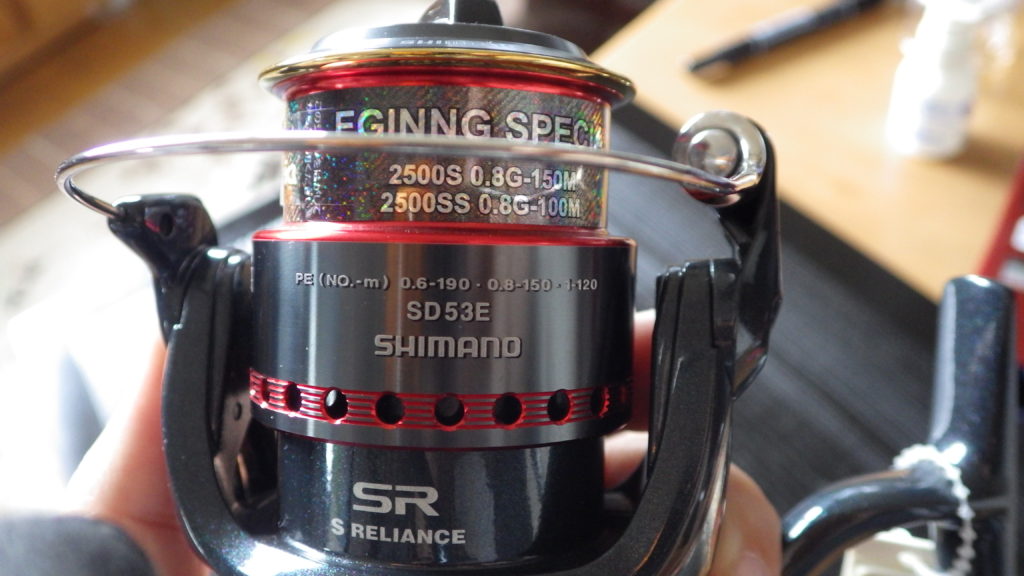 EGINNG SPECI
2500S 0.8G-150M
2500SS 0.8G-100M
PE (NO.-m) 0.6-190 · 0.8-150 · 1-120
SD53E
SHIMANO
SR
S RELIANCE